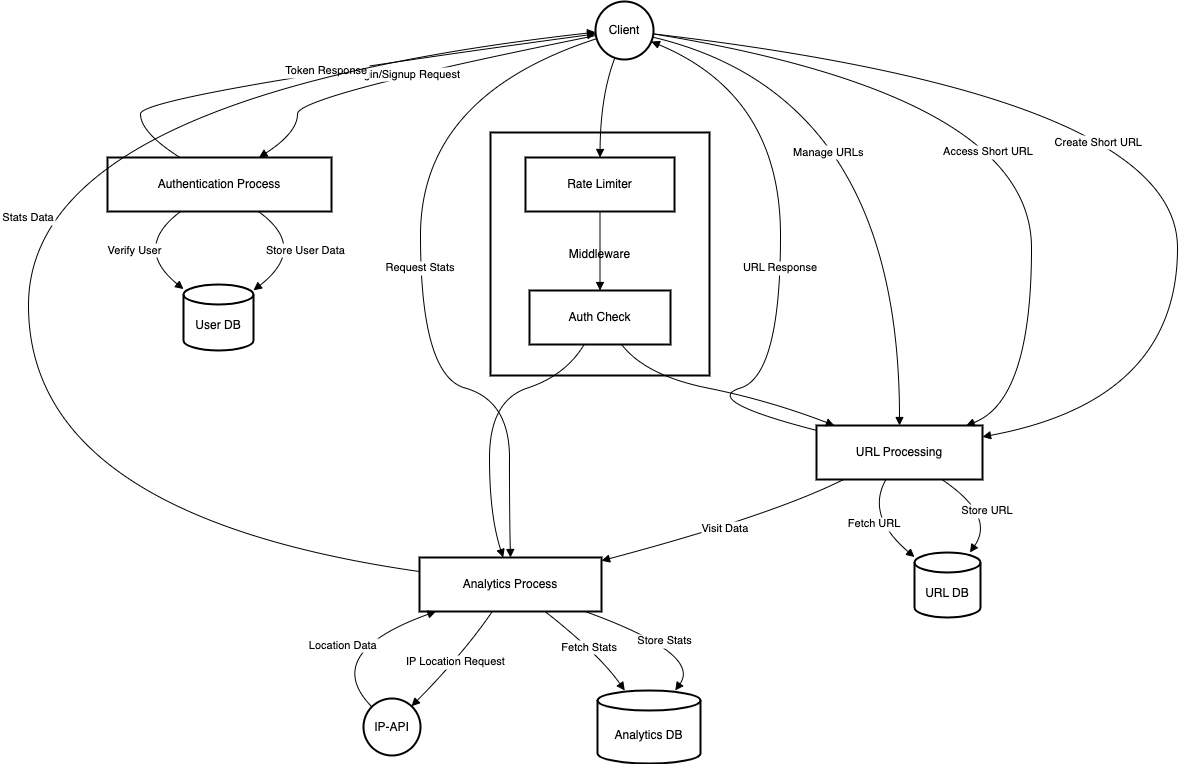 Client
Token Response
in/Signup Request
Create Short URL
Manage URLs
Access Short URL
Authentication Process
Rate Limiter
Stats Data
Verify User
Store User Data
Middleware
Request Stats
URL Response
User DB
Auth Check
URL Processing
Store URL
Fetch URL
Visit Data
Analytics Process
URL DB
Location Data
IP Location Request
Fetch Stats
Store Stats
IP-API
Analytics DB